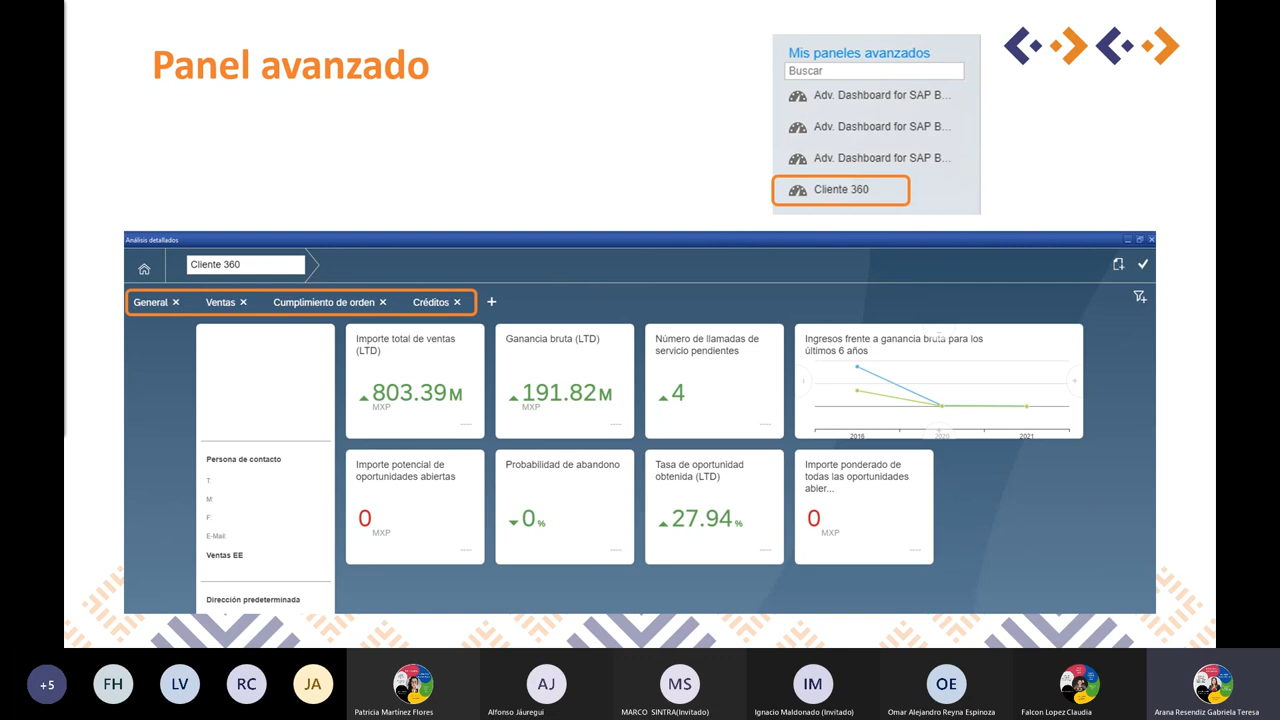 Panel avanzado
Mis paneles avanzados
Buscar
Adv. Dashboard for SAP B...
Adv. Dashboard for SAP B...
Adv. Dashboard for SAP B...
Cliente 360
Análisis detallados
Cliente 360
General × Ventas × Cumplimiento de orden × Créditos × +
Importe total de ventas
(LTD)
803.39 M
MXP
Ganancia bruta (LTD)
191.82 M
MXP
Número de llamadas de
servicio pendientes
4
Ingresos frente a ganancia bruta para los
últimos 6 años
2016 2020 2021
Persona de contacto
T:
M:
F:
E-Mail:
Ventas EE
Dirección predeterminada
Importe potencial de
oportunidades abiertas
0
MXP
Probabilidad de abandono
0 %
Tasa de oportunidad
obtenida (LTD)
27.94 %
Importe ponderado de
todas las oportunidades
abier...
0
MXP
+5 FH LV RC JA AJ MS IM OE
Patricia Martínez Flores
Alfonso Jáuregui
MARCO SINTRA(Invitado)
Ignacio Maldonado (Invitado)
Omar Alejandro Reyna Espinoza
Falcon Lopez Claudia
Arana Resendiz Gabriela Teresa